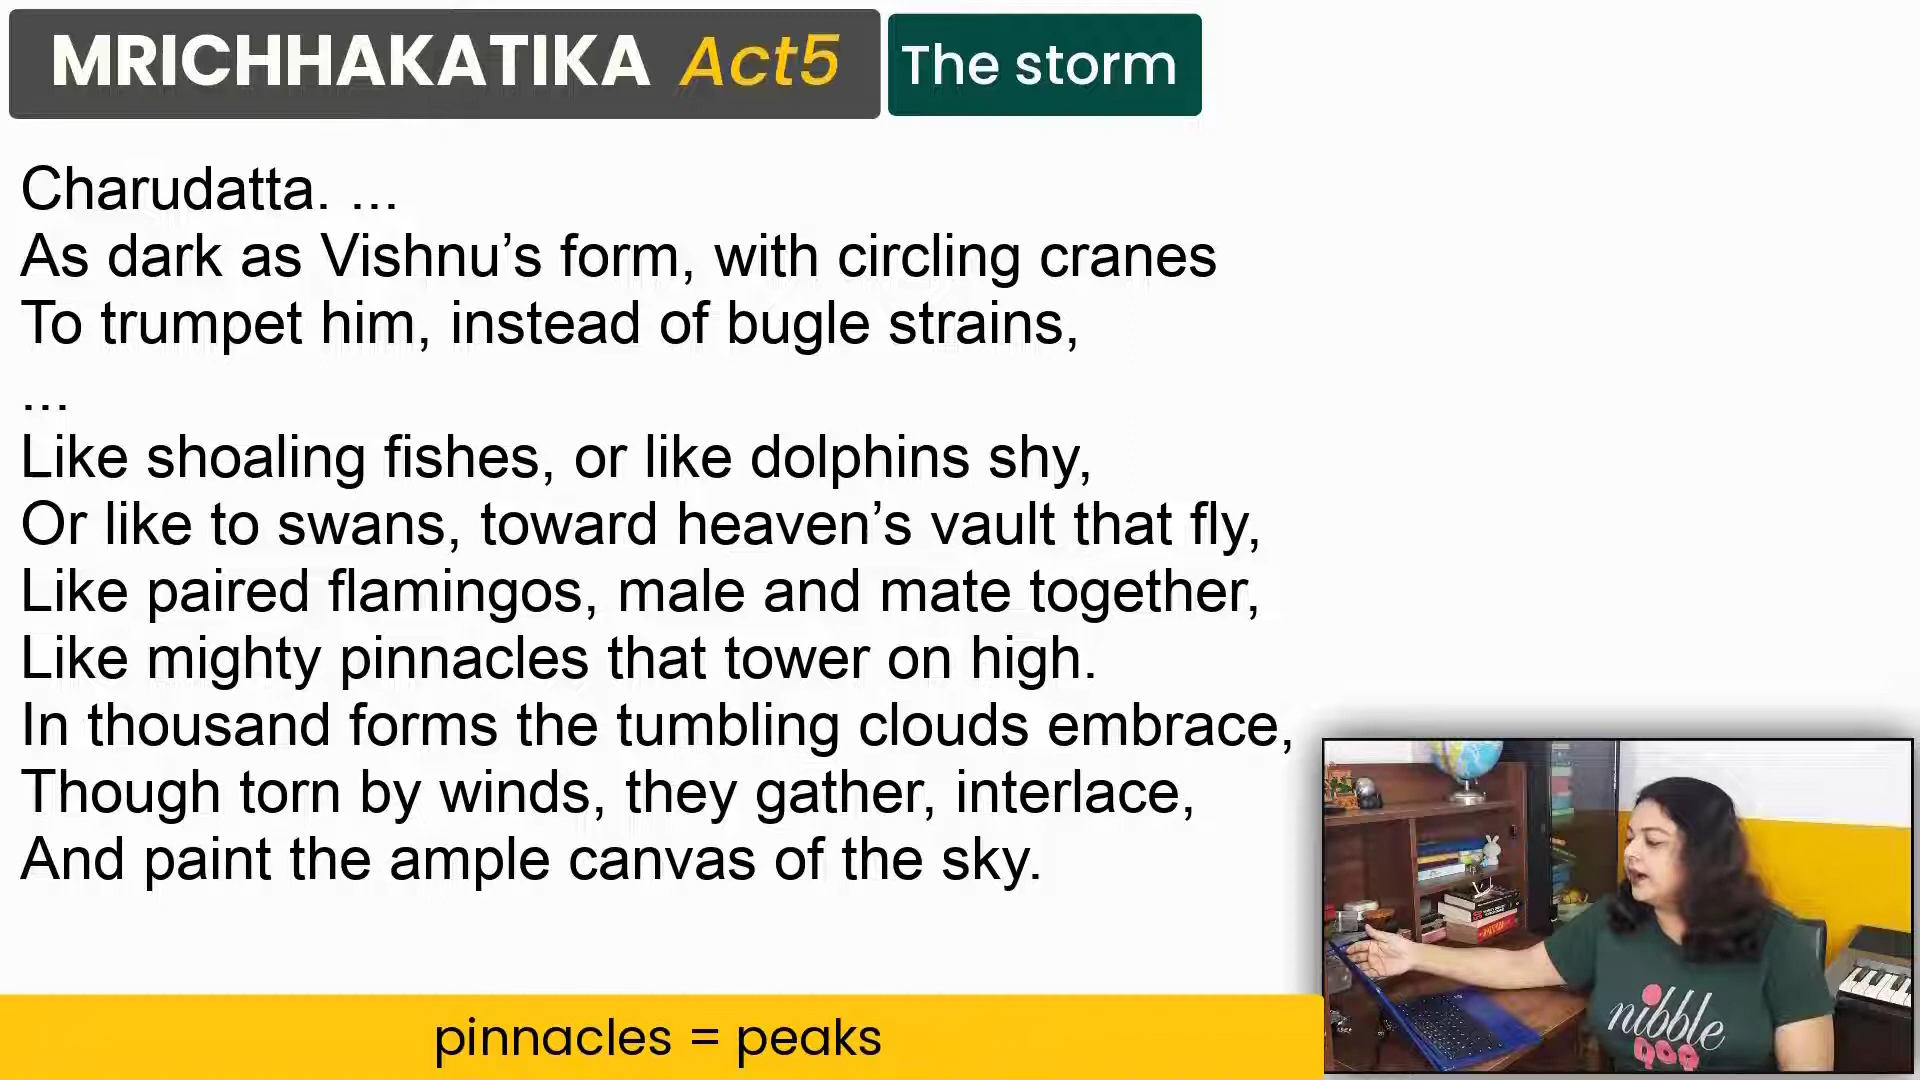 MRICHHAKATIKA Act5
The storm
Charudatta. ...
As dark as Vishnu’s form, with circling cranes
To trumpet him, instead of bugle strains,
...
Like shoaling fishes, or like dolphins shy,
Or like to swans, toward heaven’s vault that fly,
Like paired flamingos, male and mate together,
Like mighty pinnacles that tower on high.
In thousand forms the tumbling clouds embrace,
Though torn by winds, they gather, interlace,
And paint the ample canvas of the sky.
pinnacles = peaks
nibble
pop